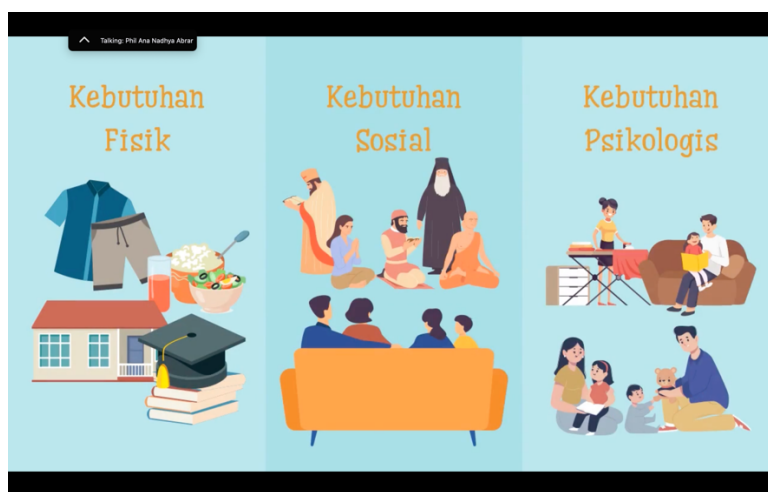 Talking: Phil Ana Nadhya Abrar
Kebutuhan
Fisik
Kebutuhan
Sosial
Kebutuhan
Psikologis